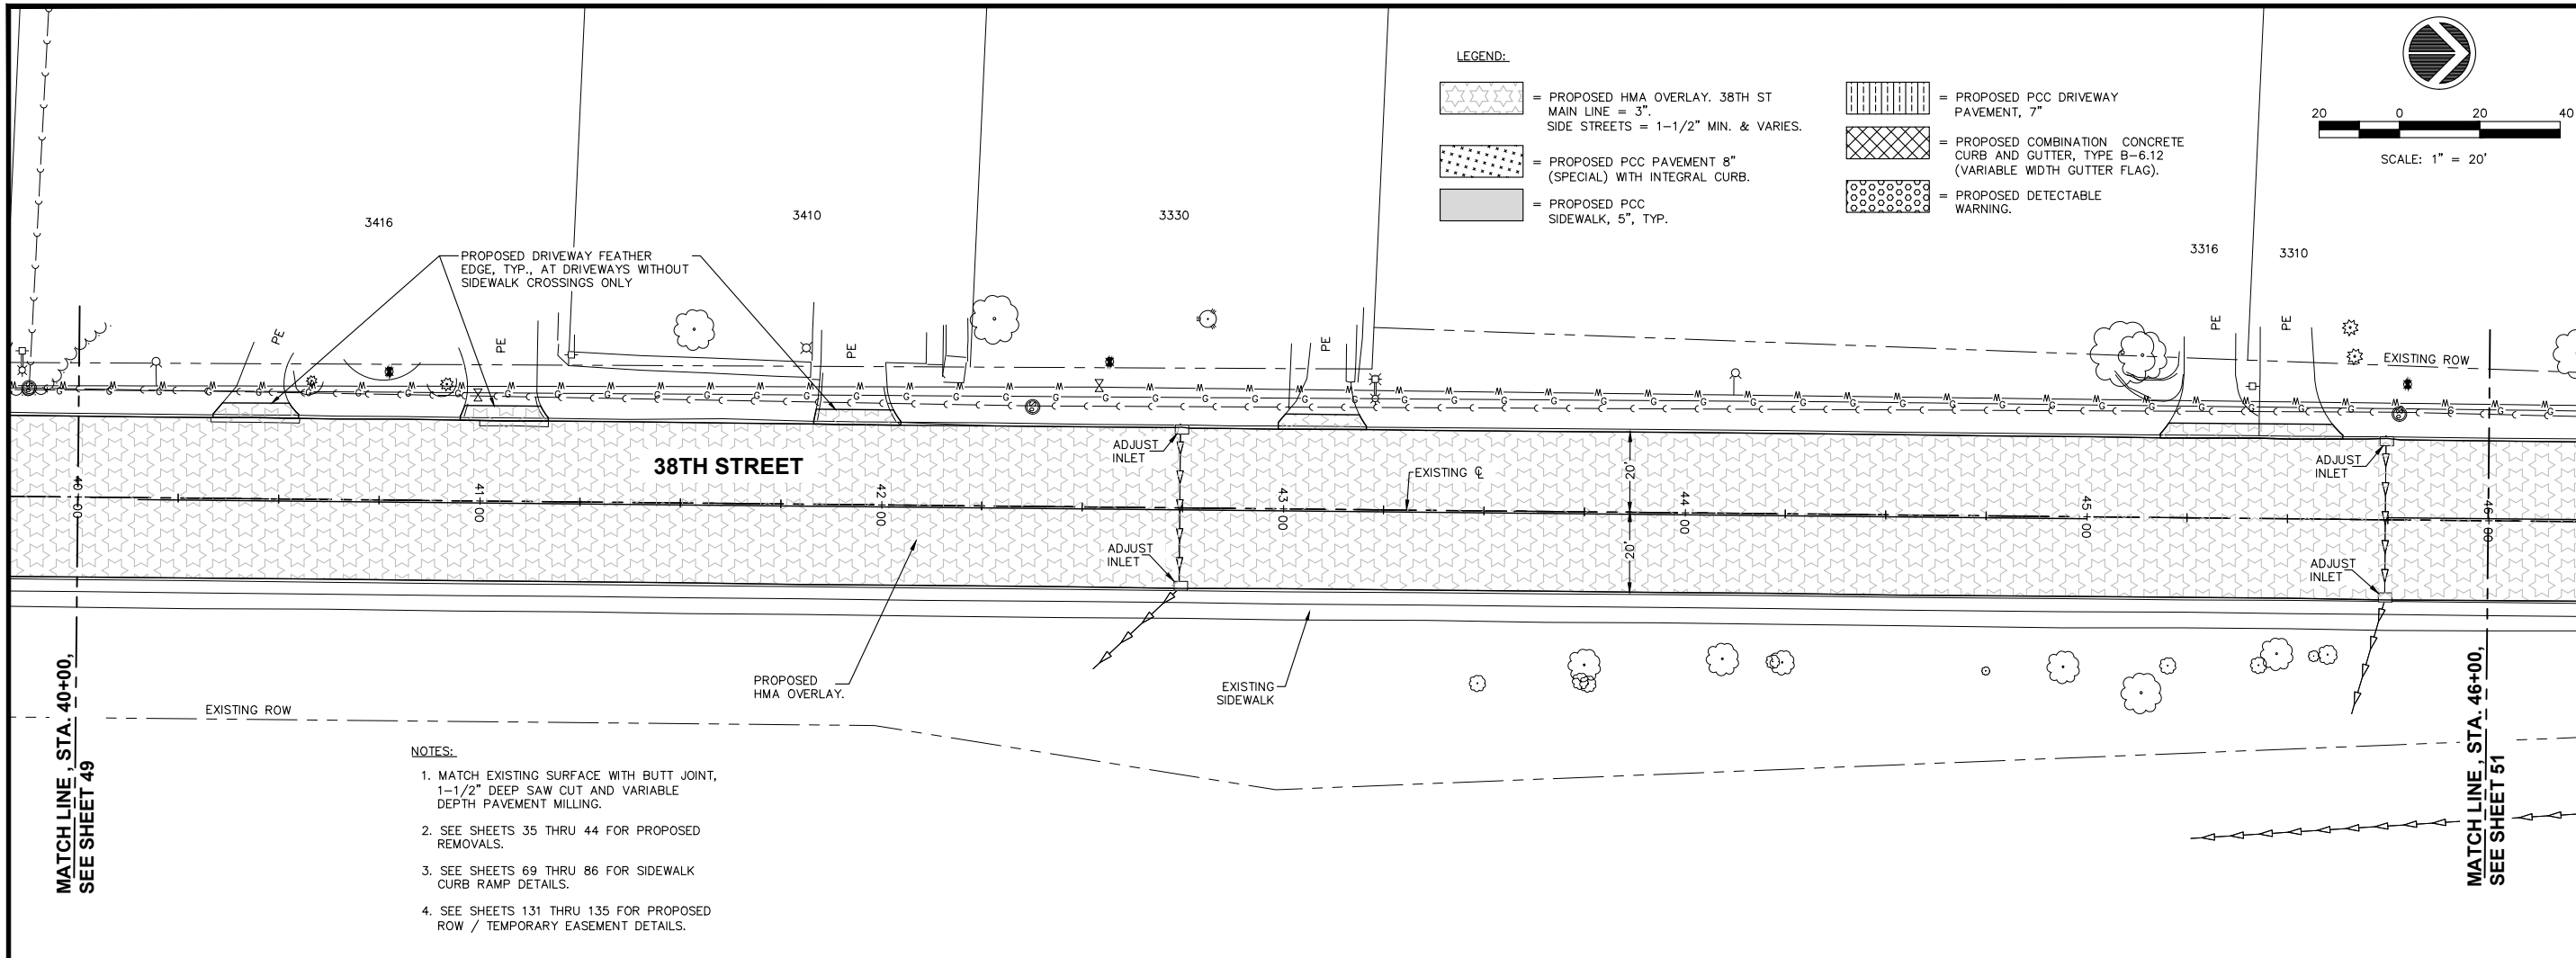 LEGEND:
= PROPOSED HMA OVERLAY. 38TH ST
MAIN LINE = 3".
SIDE STREETS = 1-1/2" MIN. & VARIES.
= PROPOSED PCC PAVEMENT 8"
(SPECIAL) WITH INTEGRAL CURB.
= PROPOSED PCC
SIDEWALK, 5", TYP.
= PROPOSED PCC DRIVEWAY
PAVEMENT, 7"
= PROPOSED COMBINATION CONCRETE
CURB AND GUTTER, TYPE B-6.12
(VARIABLE WIDTH GUTTER FLAG).
= PROPOSED DETECTABLE
WARNING.
20 0 20 40
SCALE: 1" = 20'
3416
3410
3330
3316
3310
PROPOSED DRIVEWAY FEATHER
EDGE, TYP., AT DRIVEWAYS WITHOUT
SIDEWALK CROSSINGS ONLY
PE
PE
PE
PE
PE
PE
EXISTING ROW
ADJUST
INLET
38TH STREET
EXISTING ℄
20'
20'
ADJUST
INLET
40+00
41+00
42+00
43+00
44+00
45+00
46+00
ADJUST
INLET
ADJUST
INLET
PROPOSED
HMA OVERLAY.
EXISTING
SIDEWALK
EXISTING ROW
MATCH LINE , STA. 40+00,
SEE SHEET 49
MATCH LINE , STA. 46+00,
SEE SHEET 51
NOTES:
1. MATCH EXISTING SURFACE WITH BUTT JOINT,
1-1/2" DEEP SAW CUT AND VARIABLE
DEPTH PAVEMENT MILLING.
2. SEE SHEETS 35 THRU 44 FOR PROPOSED
REMOVALS.
3. SEE SHEETS 69 THRU 86 FOR SIDEWALK
CURB RAMP DETAILS.
4. SEE SHEETS 131 THRU 135 FOR PROPOSED
ROW / TEMPORARY EASEMENT DETAILS.